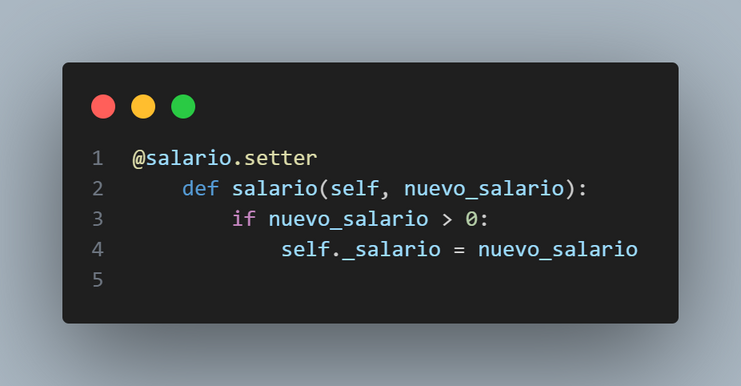 1 @salario.setter
2     def salario(self, nuevo_salario):
3         if nuevo_salario > 0:
4             self._salario = nuevo_salario
5